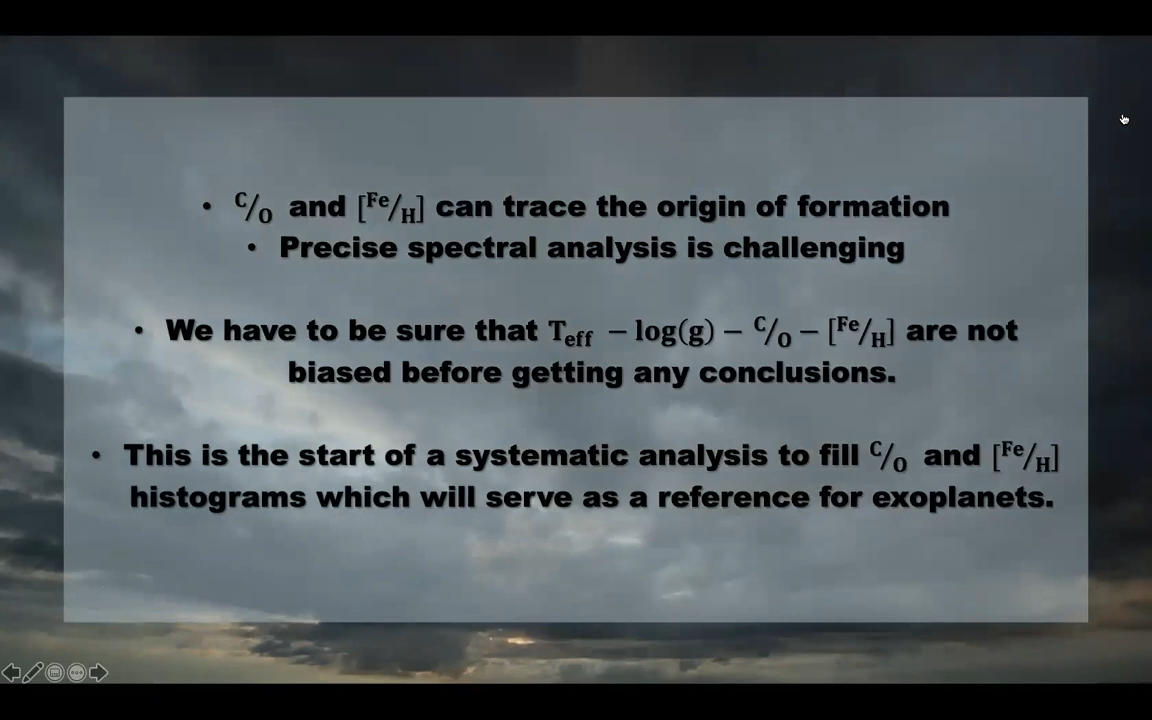 • C/O and [Fe/H] can trace the origin of formation
• Precise spectral analysis is challenging
• We have to be sure that T_eff − log(g) − C/O − [Fe/H] are not
biased before getting any conclusions.
• This is the start of a systematic analysis to fill C/O and [Fe/H]
histograms which will serve as a reference for exoplanets.